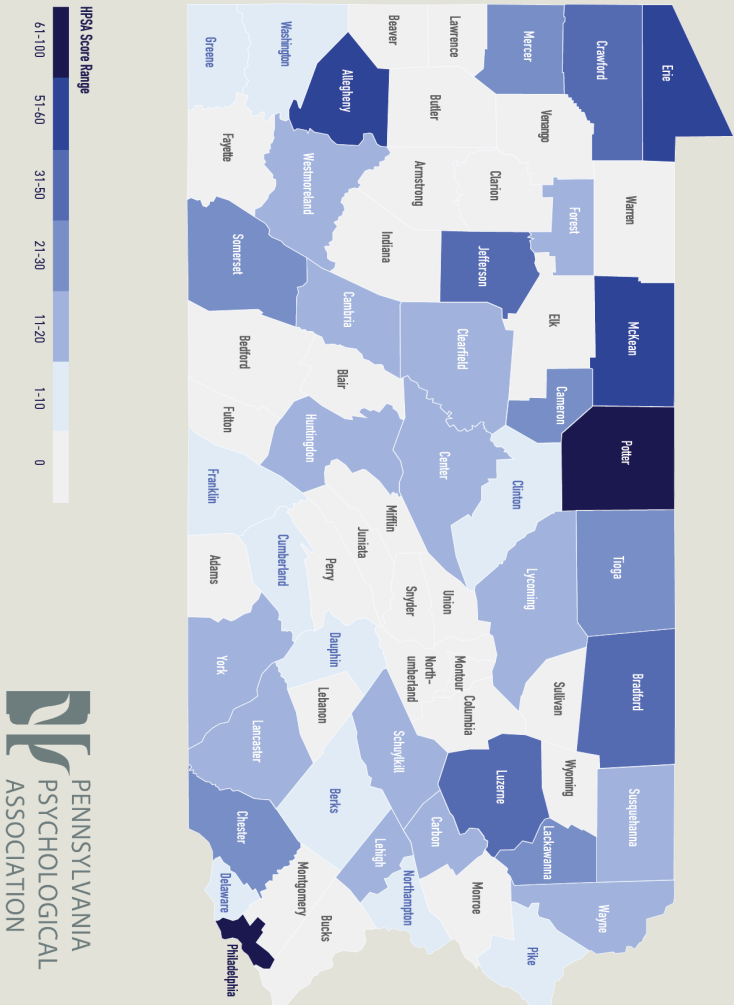 Erie
Crawford
Mercer
Lawrence
Beaver
Washington
Greene
Allegheny
Butler
Venango
Warren
Forest
Clarion
Armstrong
Westmoreland
Fayette
Jefferson
Indiana
Somerset
McKean
Elk
Clearfield
Cambria
Cameron
Blair
Bedford
Potter
Clinton
Center
Huntingdon
Fulton
Franklin
Tioga
Lycoming
Mifflin
Juniata
Perry
Cumberland
Adams
Union
Snyder
Bradford
Sullivan
Montour
Columbia
North-
umberland
Dauphin
Lebanon
York
Lancaster
Schuylkill
Susquehanna
Wyoming
Luzerne
Lackawanna
Carbon
Berks
Lehigh
Chester
Wayne
Pike
Monroe
Northampton
Montgomery
Bucks
Delaware
Philadelphia
HPSA Score Range
61-100
51-60
31-50
21-30
11-20
1-10
0
PENNSYLVANIA
PSYCHOLOGICAL
ASSOCIATION